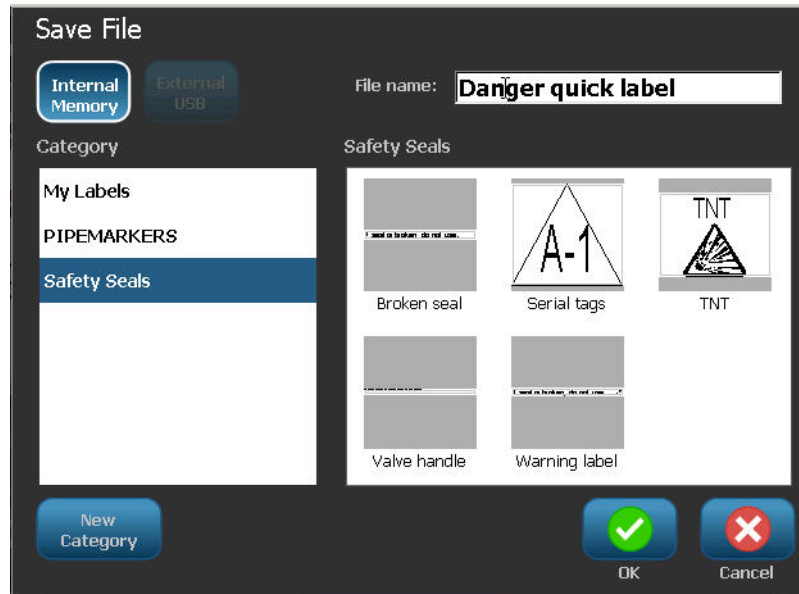 Save File
Internal
Memory
External
USB
File name:
Danger quick label
Category
Safety Seals
My Labels
PIPEMARKERS
Safety Seals
A-1
TNT
Broken seal
Serial tags
TNT
Valve handle
Warning label
New
Category
OK
Cancel